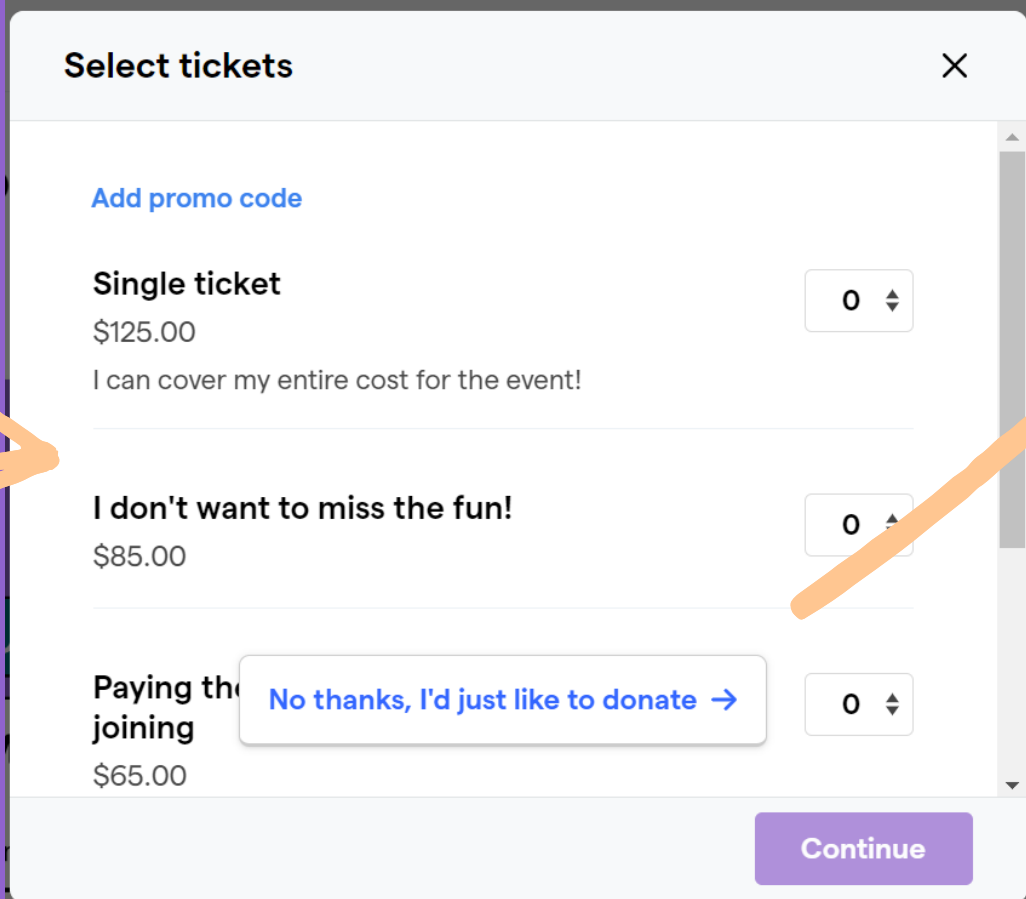 Select tickets
Add promo code
Single ticket
$125.00
0
I can cover my entire cost for the event!
I don't want to miss the fun!
$85.00
0
Paying
joining
$65.00
0
No thanks, I'd just like to donate →
Continue